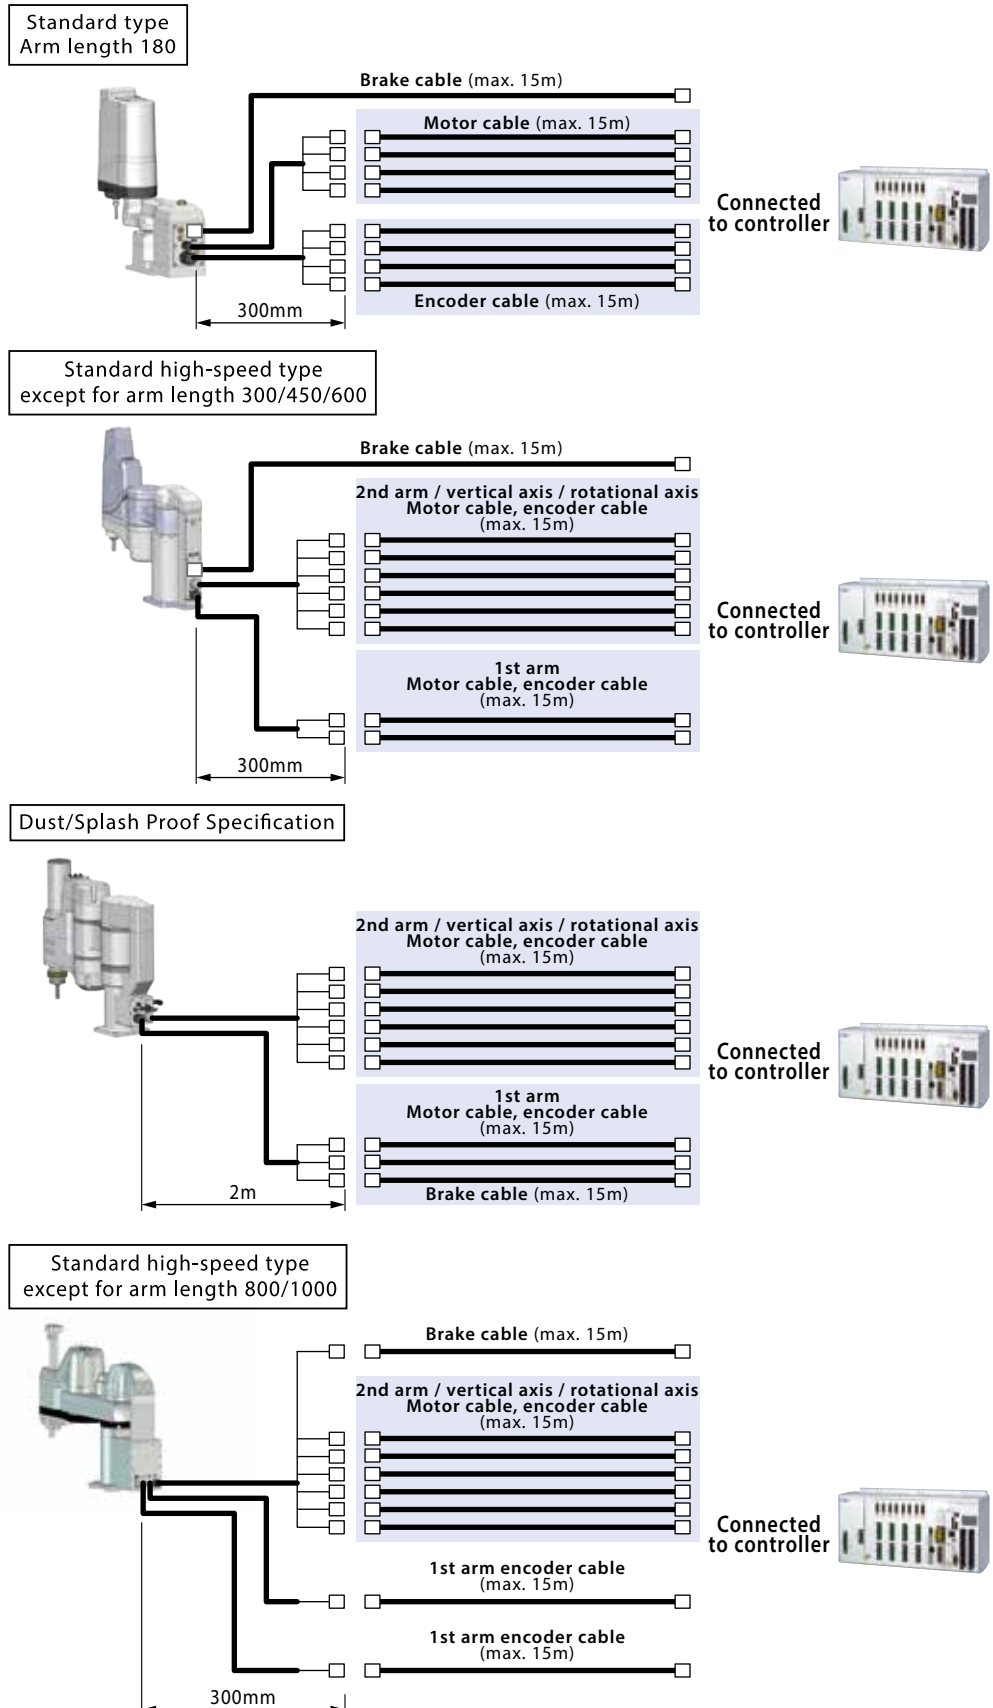 Standard type
Arm length 180
Brake cable (max. 15m)
Motor cable (max. 15m)
Connected
to controller
Encoder cable (max. 15m)
300mm
Standard high-speed type
except for arm length 300/450/600
Brake cable (max. 15m)
2nd arm / vertical axis / rotational axis
Motor cable, encoder cable
(max. 15m)
Connected
to controller
1st arm
Motor cable, encoder cable
(max. 15m)
300mm
Dust/Splash Proof Specification
2nd arm / vertical axis / rotational axis
Motor cable, encoder cable
(max. 15m)
Connected
to controller
1st arm
Motor cable, encoder cable
(max. 15m)
2m
Brake cable (max. 15m)
Standard high-speed type
except for arm length 800/1000
Brake cable (max. 15m)
2nd arm / vertical axis / rotational axis
Motor cable, encoder cable
(max. 15m)
Connected
to controller
1st arm encoder cable
(max. 15m)
1st arm encoder cable
(max. 15m)
300mm